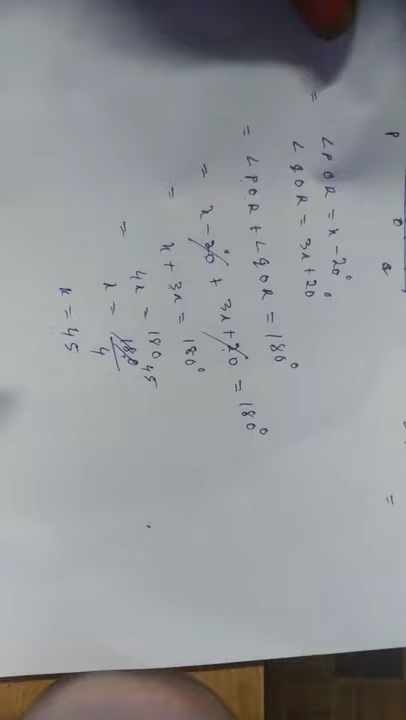 P O Q
= ∠POR = x - 20°
∠QOR = 3x + 20°
= ∠POR + ∠QOR = 180°
= x - 20° + 3x + 20 = 180°
= x + 3x = 180°
= 4x = 180
x = 180 45
4
x = 45
=